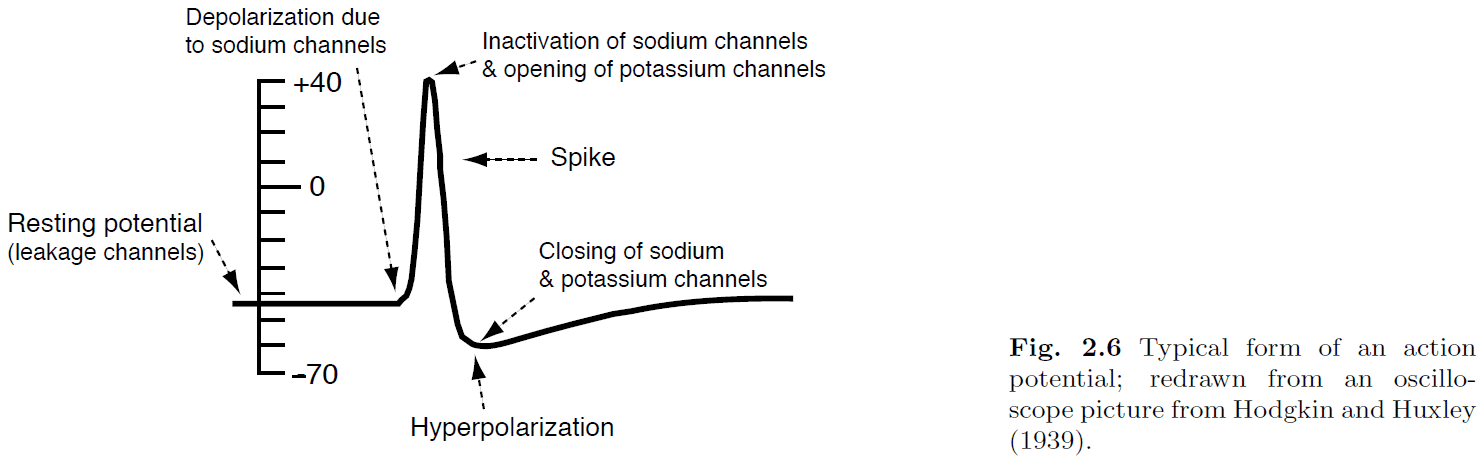 Depolarization due
to sodium channels
Inactivation of sodium channels
& opening of potassium channels
+40
Spike
0
Resting potential
(leakage channels)
Closing of sodium
& potassium channels
–70
Hyperpolarization
Fig. 2.6 Typical form of an action
potential; redrawn from an oscillo-
scope picture from Hodgkin and Huxley
(1939).